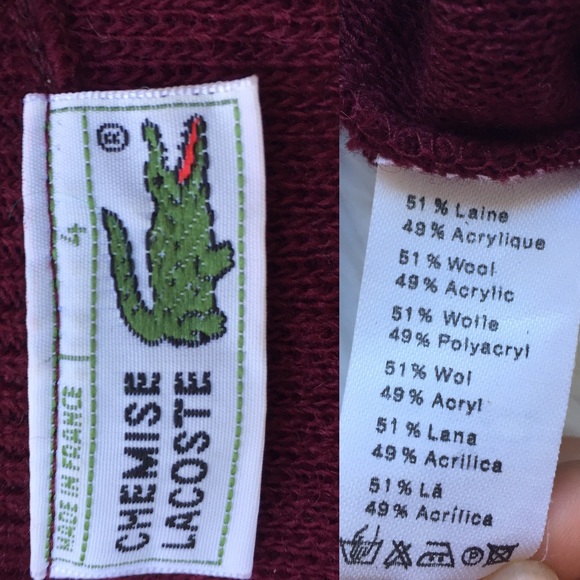 ®
CHEMISE
LACOSTE
4
MADE IN FRANCE
51% Laine
49% Acrylique
51% Wool
49% Acrylic
51% Wolle
49% Polyacryl
51% Wol
49% Acryl
51% Lana
49% Acrilica
51% Lã
49% Acrílica